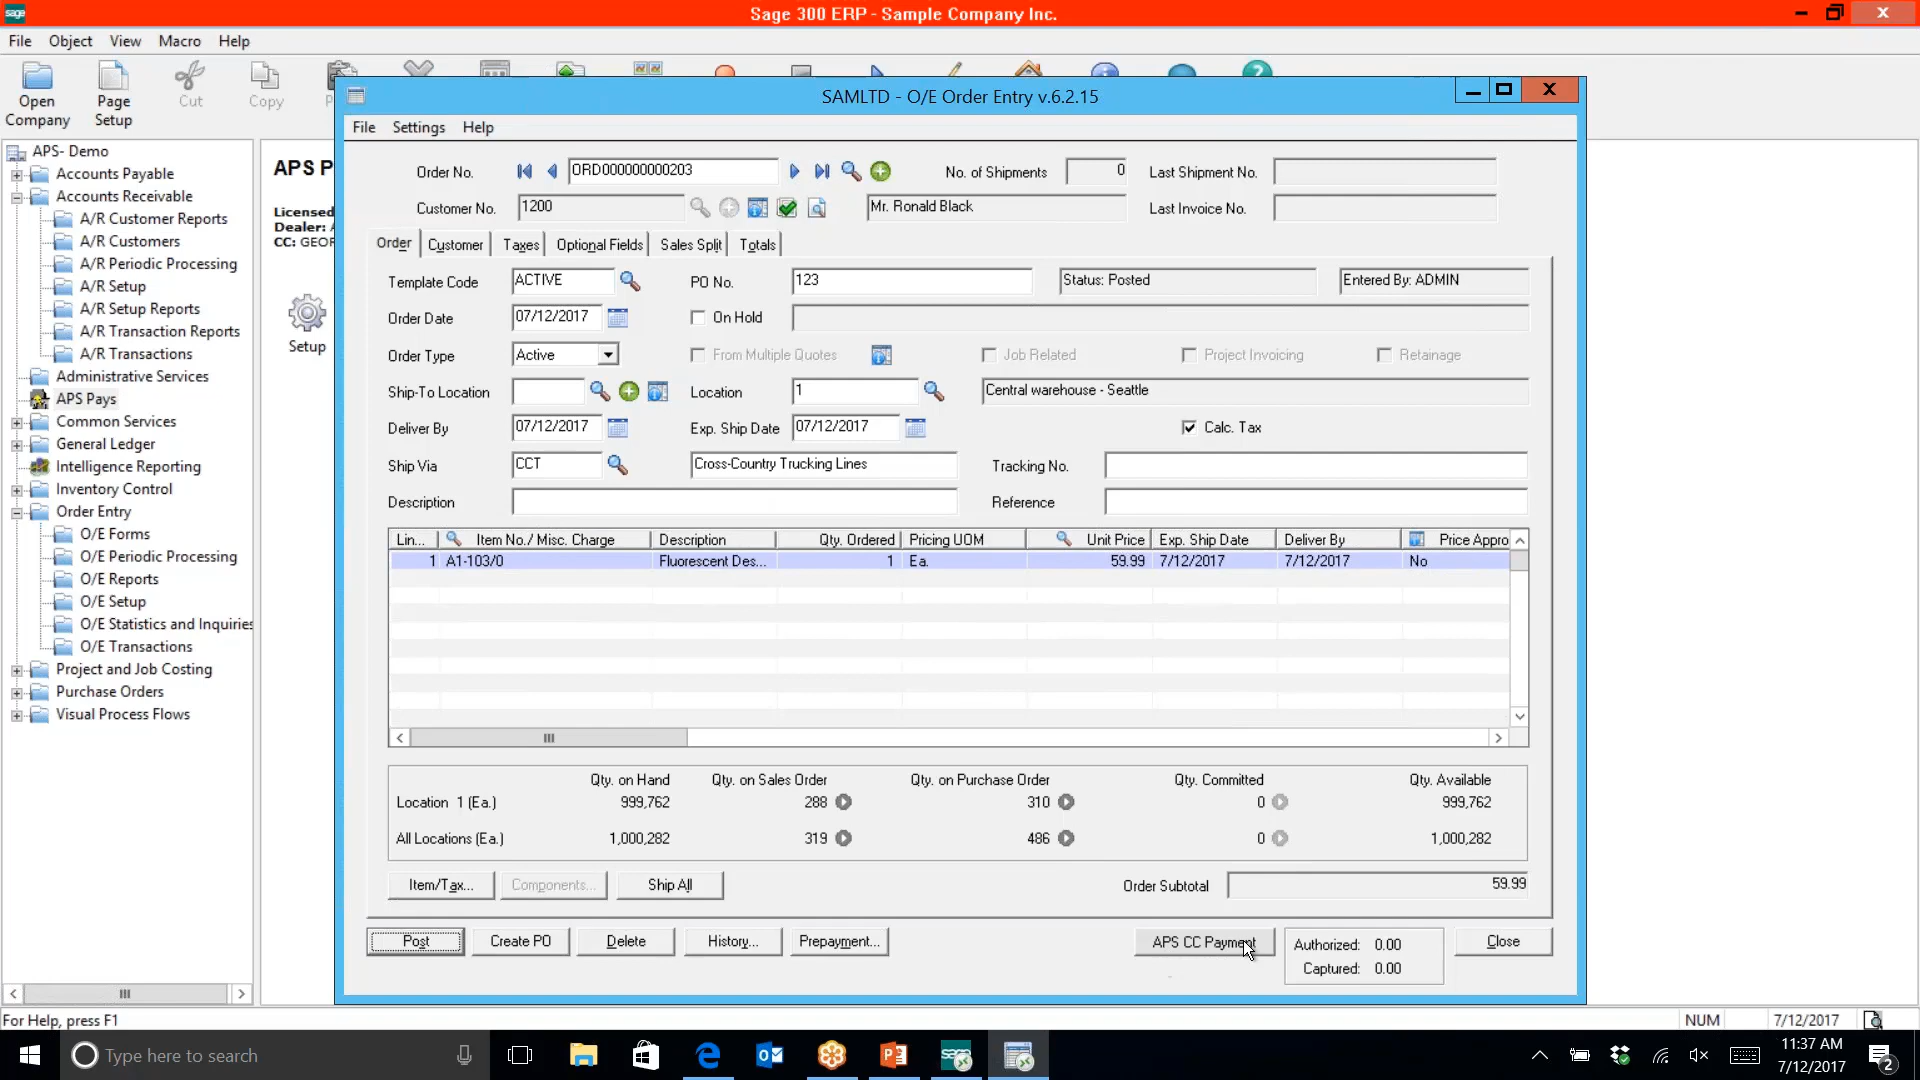 sage
Sage 300 ERP - Sample Company Inc.
File Object View Macro Help
Open Company
Page Setup
Cut
Copy
APS- Demo
Accounts Payable
Accounts Receivable
A/R Customer Reports
A/R Customers
A/R Periodic Processing
A/R Setup
A/R Setup Reports
A/R Transaction Reports
A/R Transactions
Administrative Services
APS Pays
Common Services
General Ledger
Intelligence Reporting
Inventory Control
Order Entry
O/E Forms
O/E Periodic Processing
O/E Reports
O/E Setup
O/E Statistics and Inquiries
O/E Transactions
Project and Job Costing
Purchase Orders
Visual Process Flows
APS P
Licensed
Dealer:
CC: GEOR
Setup
SAMLTD - O/E Order Entry v.6.2.15
File Settings Help
Order No. ORD000000000203 No. of Shipments 0 Last Shipment No.
Customer No. 1200 Mr. Ronald Black Last Invoice No.
Order Customer Taxes Optional Fields Sales Split Totals
Template Code ACTIVE PO No. 123 Status: Posted Entered By: ADMIN
Order Date 07/12/2017 On Hold
Order Type Active From Multiple Quotes Job Related Project Invoicing Retainage
Ship-To Location Location 1 Central warehouse - Seattle
Deliver By 07/12/2017 Exp. Ship Date 07/12/2017 Calc. Tax
Ship Via CCT Cross-Country Trucking Lines Tracking No.
Description Reference
Lin... Item No./ Misc. Charge Description Qty. Ordered Pricing UOM Unit Price Exp. Ship Date Deliver By Price Appro
1 A1-103/0 Fluorescent Des... 1 Ea. 59.99 7/12/2017 7/12/2017 No
Qty. on Hand Qty. on Sales Order Qty. on Purchase Order Qty. Committed Qty. Available
Location 1 (Ea.) 999,762 288 310 0 999,762
All Locations (Ea.) 1,000,282 319 486 0 1,000,282
Item/Tax... Components... Ship All Order Subtotal 59.99
Post Create PO Delete History... Prepayment... APS CC Payment Authorized: 0.00 Close
Captured: 0.00
For Help, press F1 NUM 7/12/2017
Type here to search
11:37 AM
7/12/2017
2